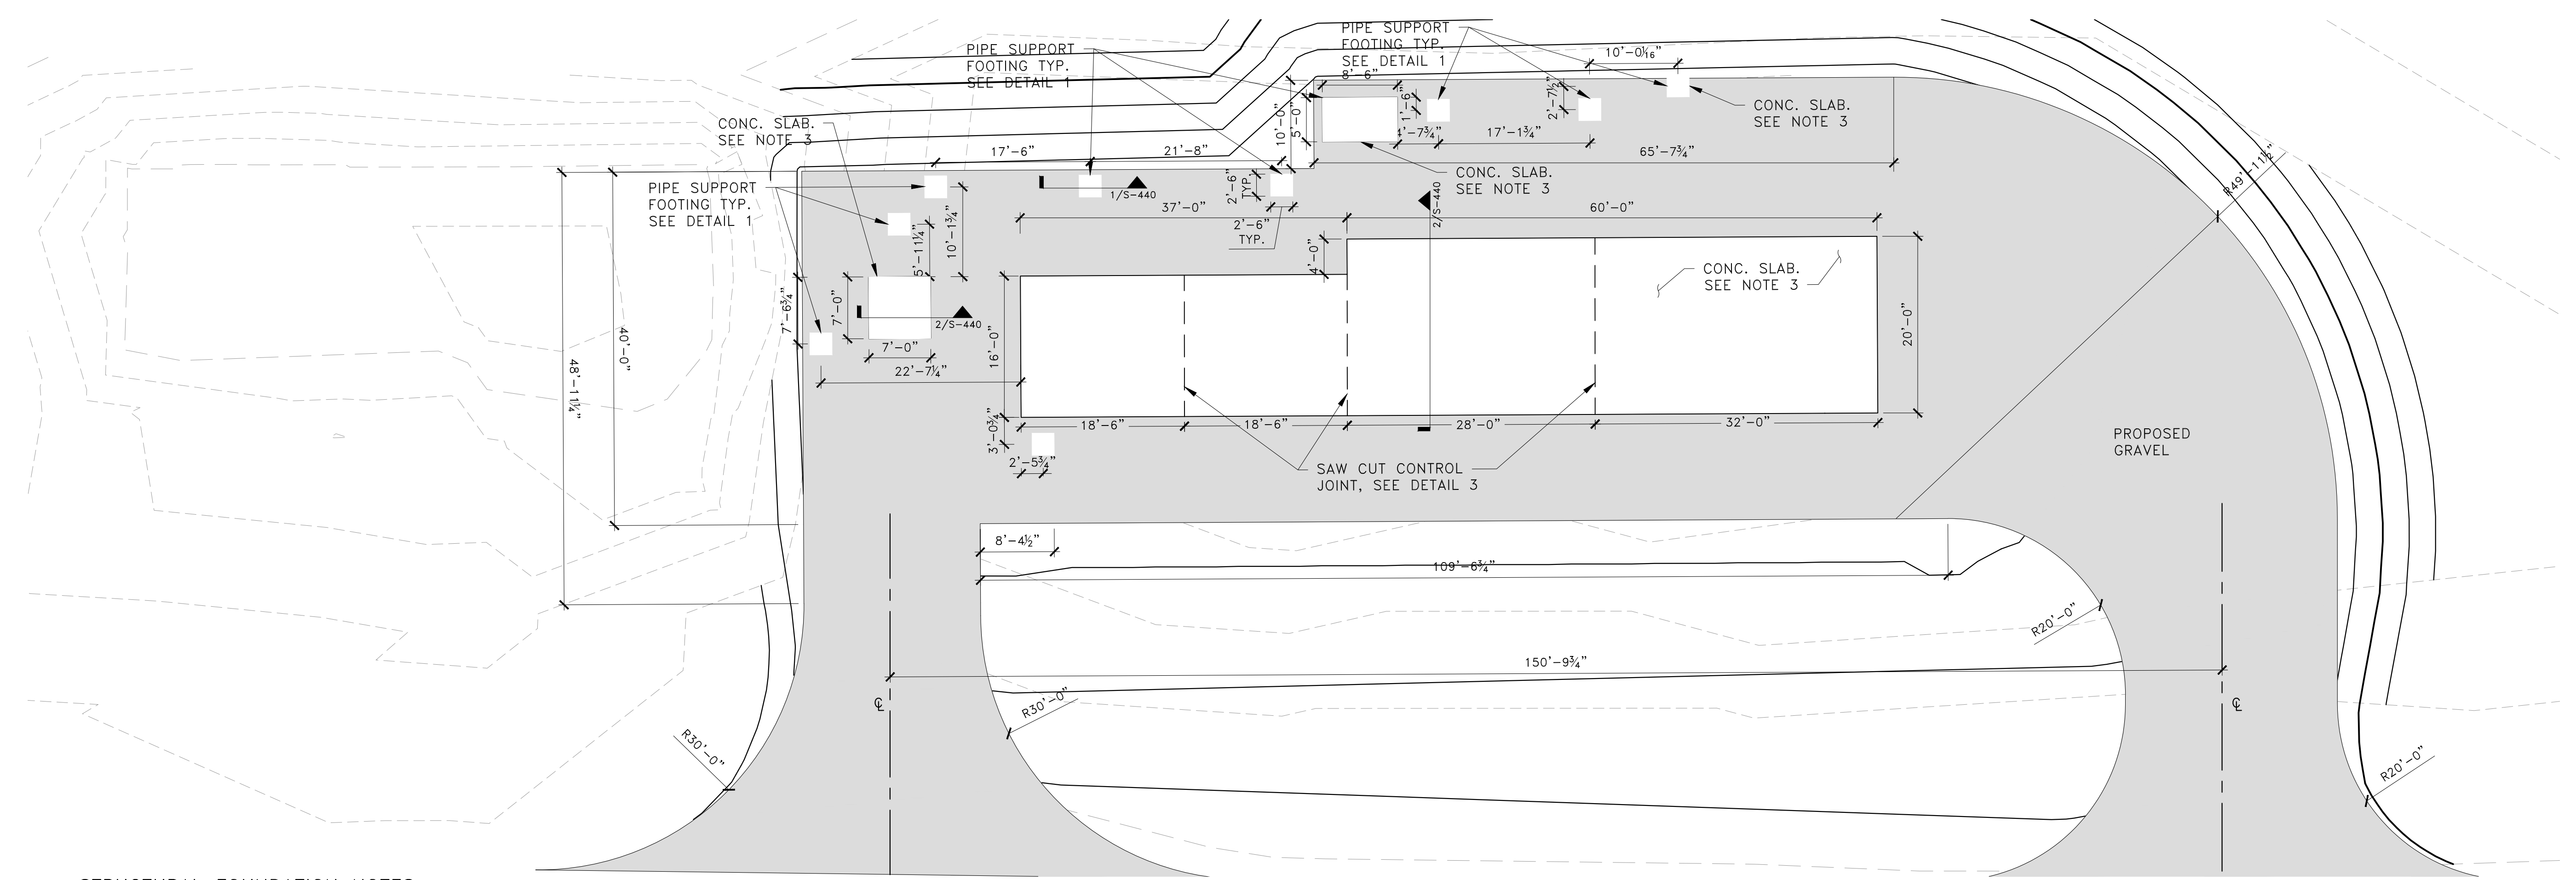 PIPE SUPPORT
FOOTING TYP.
SEE DETAIL 1
PIPE SUPPORT
FOOTING TYP.
SEE DETAIL 1
10'-0 1/16"
8'-6"
CONC. SLAB.
SEE NOTE 3
CONC. SLAB.
SEE NOTE 3
10'-0"
5'-0"
1'-6"
2'-7½"
4'-7¾"
17'-1¾"
17'-6"
21'-8"
65'-7¾"
R49'-11½"
CONC. SLAB.
SEE NOTE 3
PIPE SUPPORT
FOOTING TYP.
SEE DETAIL 1
1/S-440
2'-6"
TYP.
2/S-440
37'-0"
60'-0"
2'-6"
TYP.
10'-1¾"
5'-11¼"
4'-0"
CONC. SLAB.
SEE NOTE 3
7'-6¾"
7'-0"
2/S-440
7'-0"
22'-7¼"
16'-0"
20'-0"
40'-0"
48'-11¼"
18'-6"
18'-6"
28'-0"
32'-0"
3'-0¾"
2'-5¾"
PROPOSED
GRAVEL
SAW CUT CONTROL
JOINT, SEE DETAIL 3
8'-4½"
109'-6¾"
R20'-0"
150'-9¾"
℄
R30'-0"
℄
R30'-0"
R20'-0"
STRUCTURAL FOUNDATION NOTES